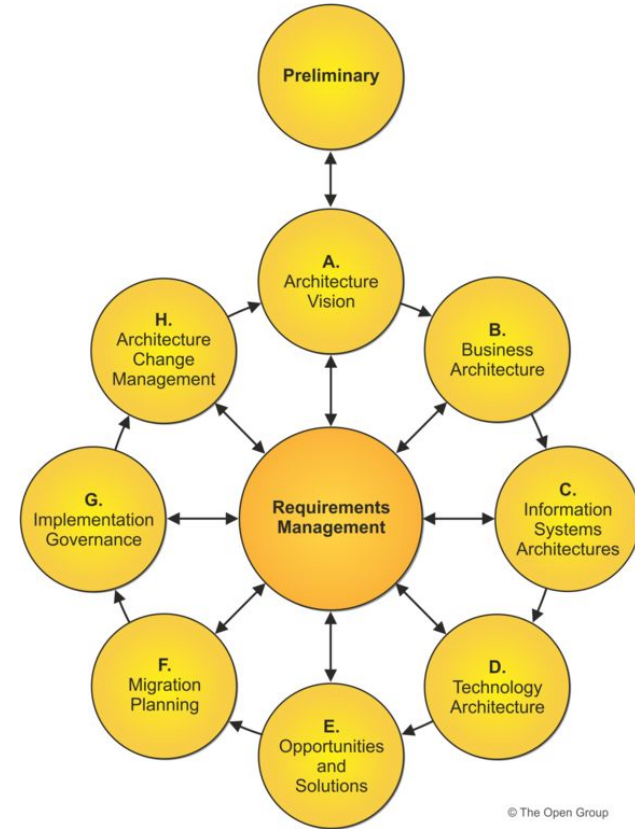 Preliminary
A.
Architecture
Vision
B.
Business
Architecture
C.
Information
Systems
Architectures
D.
Technology
Architecture
E.
Opportunities
and
Solutions
F.
Migration
Planning
G.
Implementation
Governance
H.
Architecture
Change
Management
Requirements
Management
© The Open Group